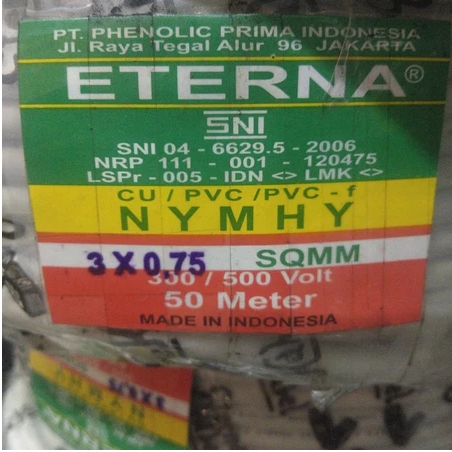 PT. PHENOLIC PRIMA INDONESIA
Jl. Raya Tegal Alur 96 JAKARTA
ETERNA®
SNI
SNI 04 - 6629.5 - 2006
NRP 111 - 001 - 120475
LSPr - 005 - IDN <> LMK <>
CU / PVC /PVC - f
NYMHY
3 X 0,75 SQMM
300 / 500 Volt
50 Meter
MADE IN INDONESIA